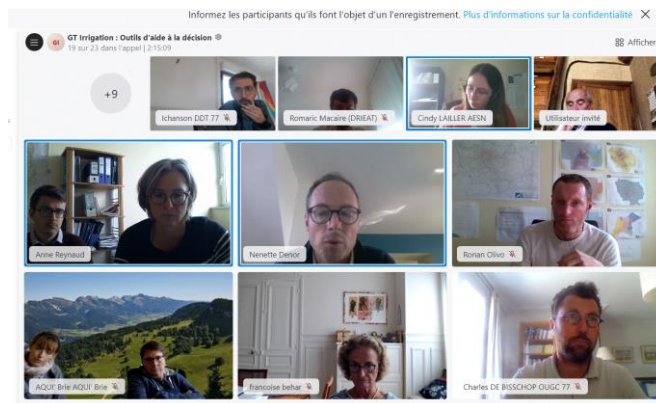 Informez les participants qu'ils font l'objet d'un l'enregistrement. Plus d'informations sur la confidentialité
GI
GT Irrigation : Outils d'aide à la décision
19 sur 23 dans l'appel | 2:15:09
Afficher
+9
lchanson DDT 77
Romaric Macaire (DRIEAT)
Cindy LAILLER AESN
Utilisateur invité
Anne Reynaud
Nenette Denor
Ronan Olivo
AQUI' Brie AQUI' Brie
francoise behar
Charles DE BISSCHOP OUGC 77